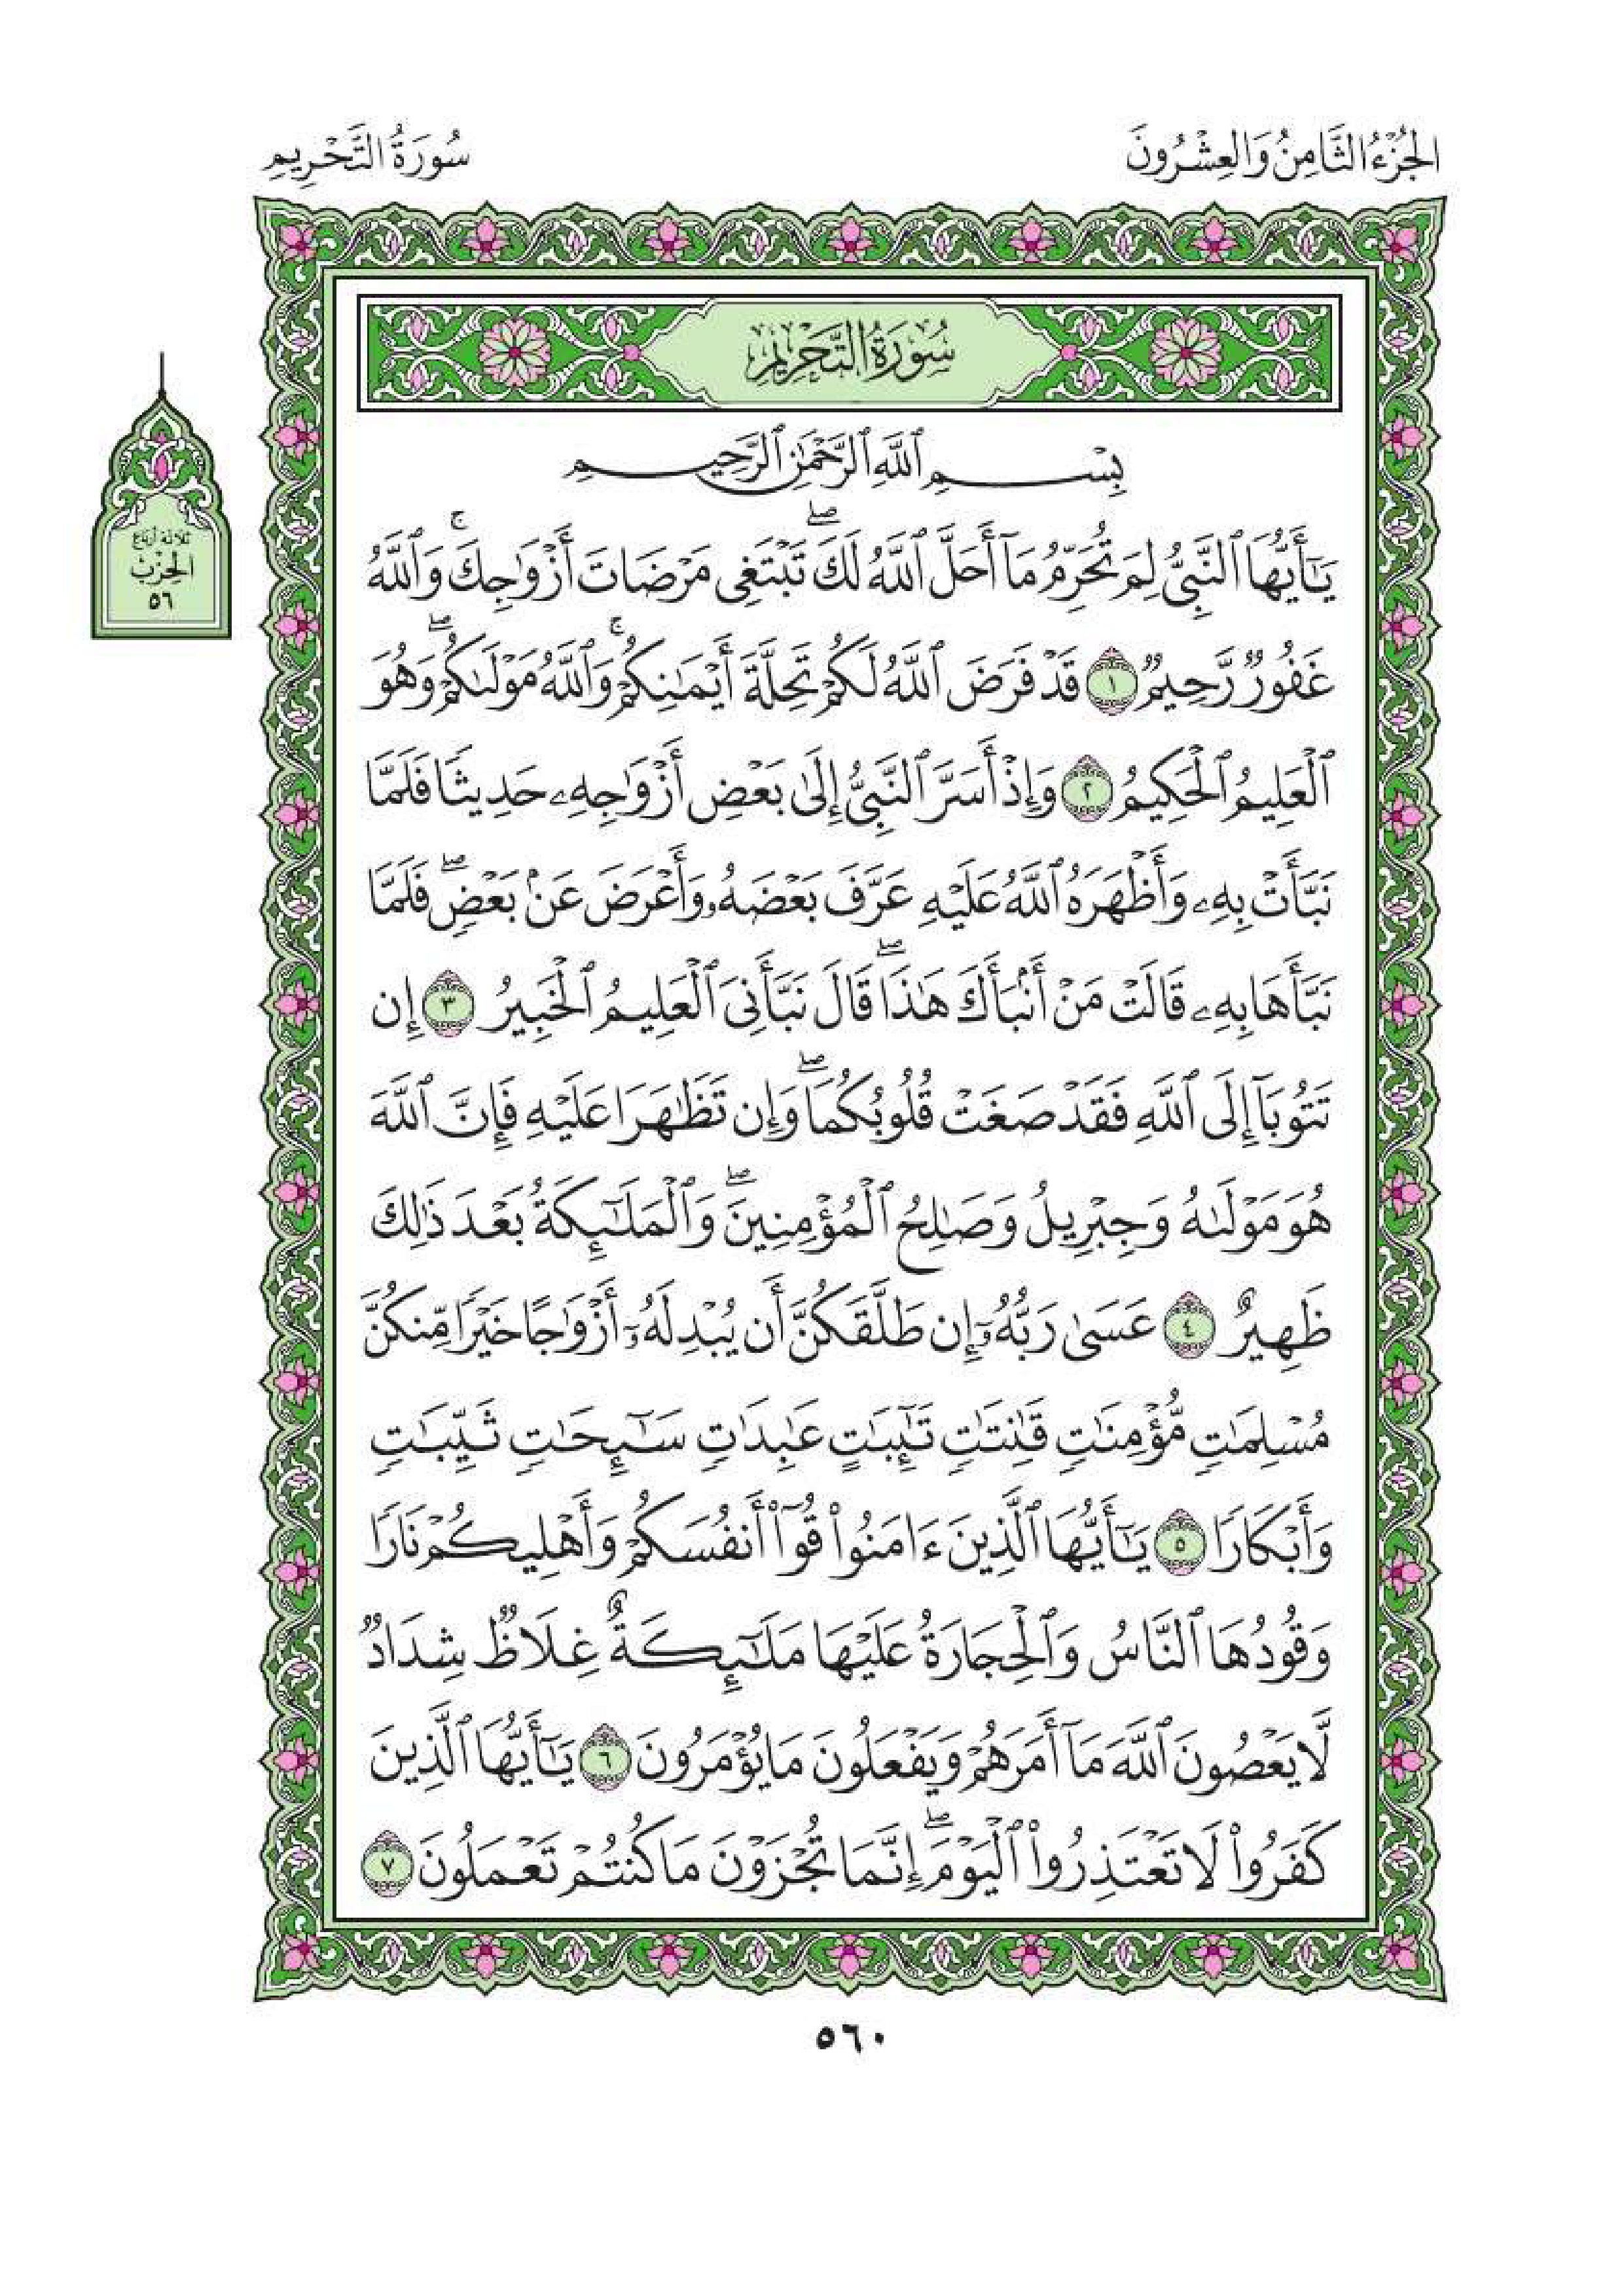 الجُزْءُ الثَّامِنُ وَالعِشْرُونَ
سُورَةُ التَّحْرِيمِ
سُورَةُ التَّحْرِيمِ
ثلاثة أرباع
الحِزْب
٥٦
بِسْمِ ٱللَّهِ ٱلرَّحْمَٰنِ ٱلرَّحِيمِ
يَٰٓأَيُّهَا ٱلنَّبِيُّ لِمَ تُحَرِّمُ مَآ أَحَلَّ ٱللَّهُ لَكَۖ تَبْتَغِي مَرْضَاتَ أَزْوَٰجِكَۚ وَٱللَّهُ
غَفُورٞ رَّحِيمٞ ١ قَدْ فَرَضَ ٱللَّهُ لَكُمْ تَحِلَّةَ أَيْمَٰنِكُمْۚ وَٱللَّهُ مَوْلَىٰكُمْۖ وَهُوَ
ٱلْعَلِيمُ ٱلْحَكِيمُ ٢ وَإِذْ أَسَرَّ ٱلنَّبِيُّ إِلَىٰ بَعْضِ أَزْوَٰجِهِۦ حَدِيثٗا فَلَمَّا
نَبَّأَتْ بِهِۦ وَأَظْهَرَهُ ٱللَّهُ عَلَيْهِ عَرَّفَ بَعْضَهُۥ وَأَعْرَضَ عَنۢ بَعْضٖۖ فَلَمَّا
نَبَّأَهَا بِهِۦ قَالَتْ مَنْ أَنۢبَأَكَ هَٰذَاۖ قَالَ نَبَّأَنِيَ ٱلْعَلِيمُ ٱلْخَبِيرُ ٣ إِن
تَتُوبَآ إِلَى ٱللَّهِ فَقَدْ صَغَتْ قُلُوبُكُمَاۖ وَإِن تَظَٰهَرَا عَلَيْهِ فَإِنَّ ٱللَّهَ
هُوَ مَوْلَىٰهُ وَجِبْرِيلُ وَصَٰلِحُ ٱلْمُؤْمِنِينَۖ وَٱلْمَلَٰٓئِكَةُ بَعْدَ ذَٰلِكَ
ظَهِيرٌ ٤ عَسَىٰ رَبُّهُۥٓ إِن طَلَّقَكُنَّ أَن يُبْدِلَهُۥٓ أَزْوَٰجًا خَيْرٗا مِّنكُنَّ
مُسْلِمَٰتٖ مُّؤْمِنَٰتٖ قَٰنِتَٰتٖ تَٰٓئِبَٰتٍ عَٰبِدَٰتٖ سَٰٓئِحَٰتٖ ثَيِّبَٰتٖ
وَأَبْكَارٗا ٥ يَٰٓأَيُّهَا ٱلَّذِينَ ءَامَنُوا۟ قُوٓا۟ أَنفُسَكُمْ وَأَهْلِيكُمْ نَارٗا
وَقُودُهَا ٱلنَّاسُ وَٱلْحِجَارَةُ عَلَيْهَا مَلَٰٓئِكَةٌ غِلَاظٞ شِدَادٞ
لَّا يَعْصُونَ ٱللَّهَ مَآ أَمَرَهُمْ وَيَفْعَلُونَ مَا يُؤْمَرُونَ ٦ يَٰٓأَيُّهَا ٱلَّذِينَ
كَفَرُوا۟ لَا تَعْتَذِرُوا۟ ٱلْيَوْمَۖ إِنَّمَا تُجْزَوْنَ مَا كُنتُمْ تَعْمَلُونَ ٧
٥٦٠